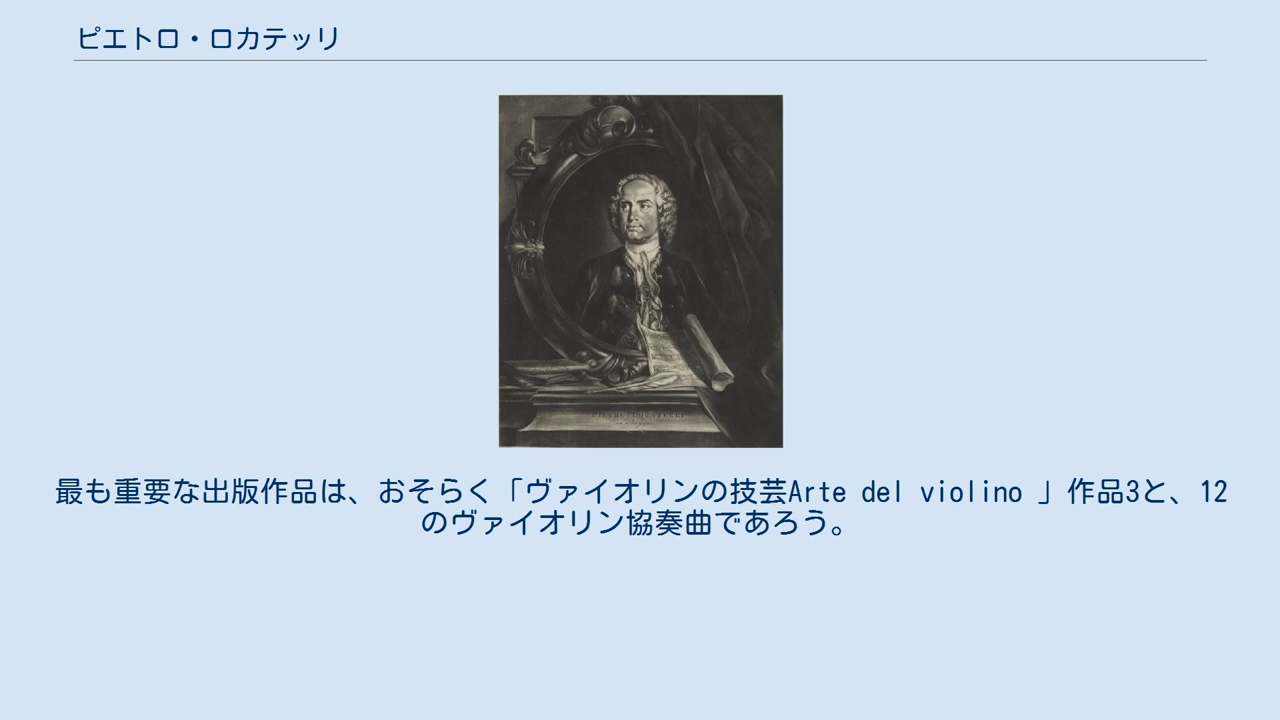 ピエトロ・ロカテッリ
最も重要な出版作品は、おそらく「ヴァイオリンの技芸Arte del violino 」作品3と、12
のヴァイオリン協奏曲であろう。